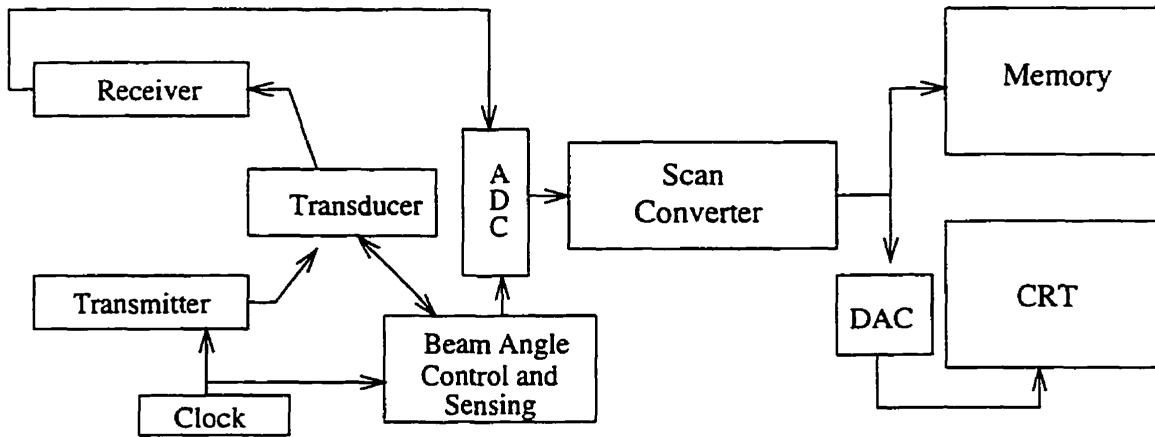 Receiver
Memory
Transducer
A
D
C
Scan
Converter
Transmitter
DAC
CRT
Beam Angle
Control and
Sensing
Clock